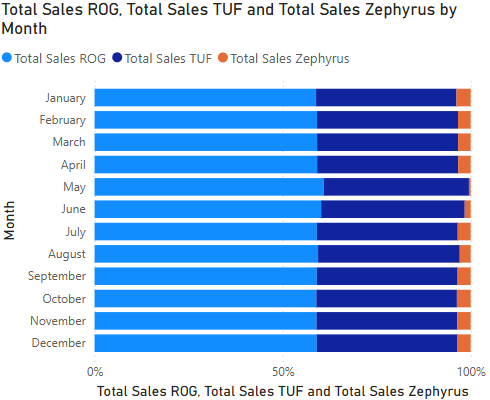 Total Sales ROG, Total Sales TUF and Total Sales Zephyrus by
Month
Total Sales ROG Total Sales TUF Total Sales Zephyrus
Month
January
February
March
April
May
June
July
August
September
October
November
December
0% 50% 100%
Total Sales ROG, Total Sales TUF and Total Sales Zephyrus